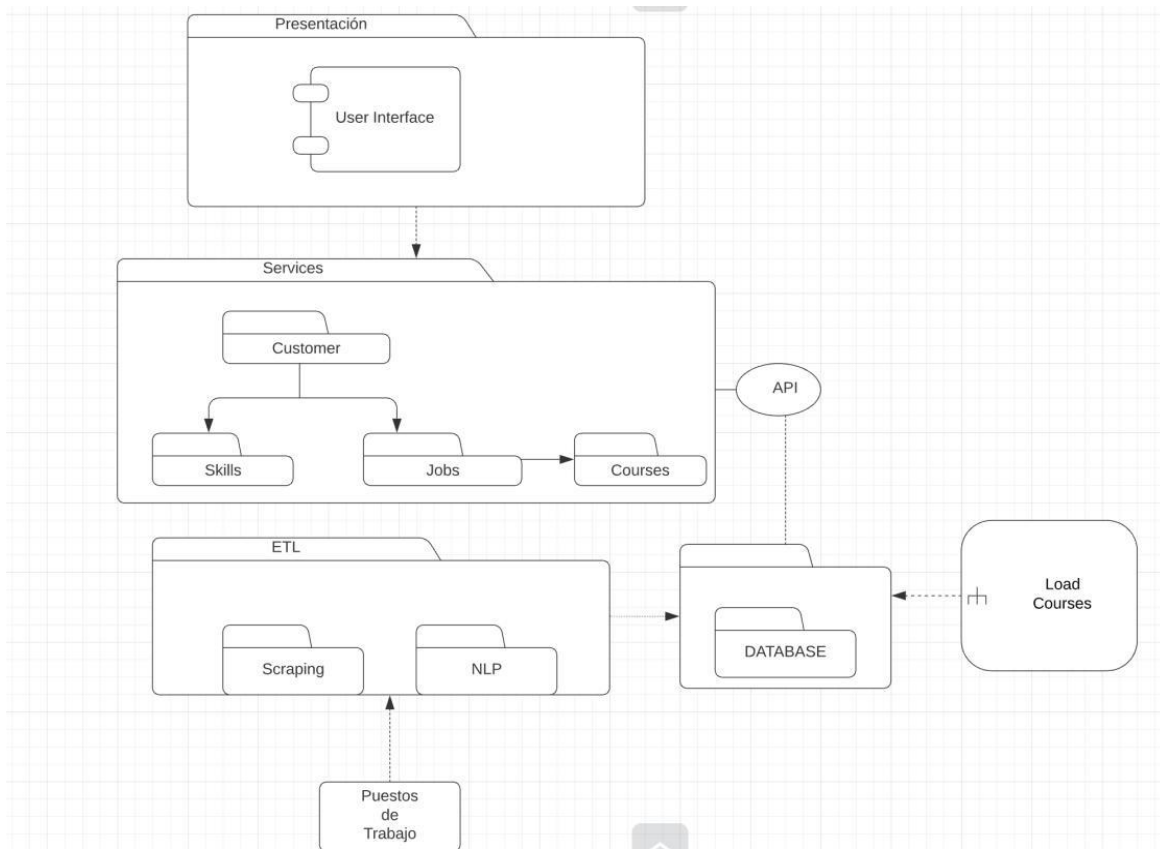 Presentación
User Interface
Services
Customer
API
Skills
Jobs
Courses
ETL
Load
Courses
Scraping
NLP
DATABASE
Puestos
de
Trabajo